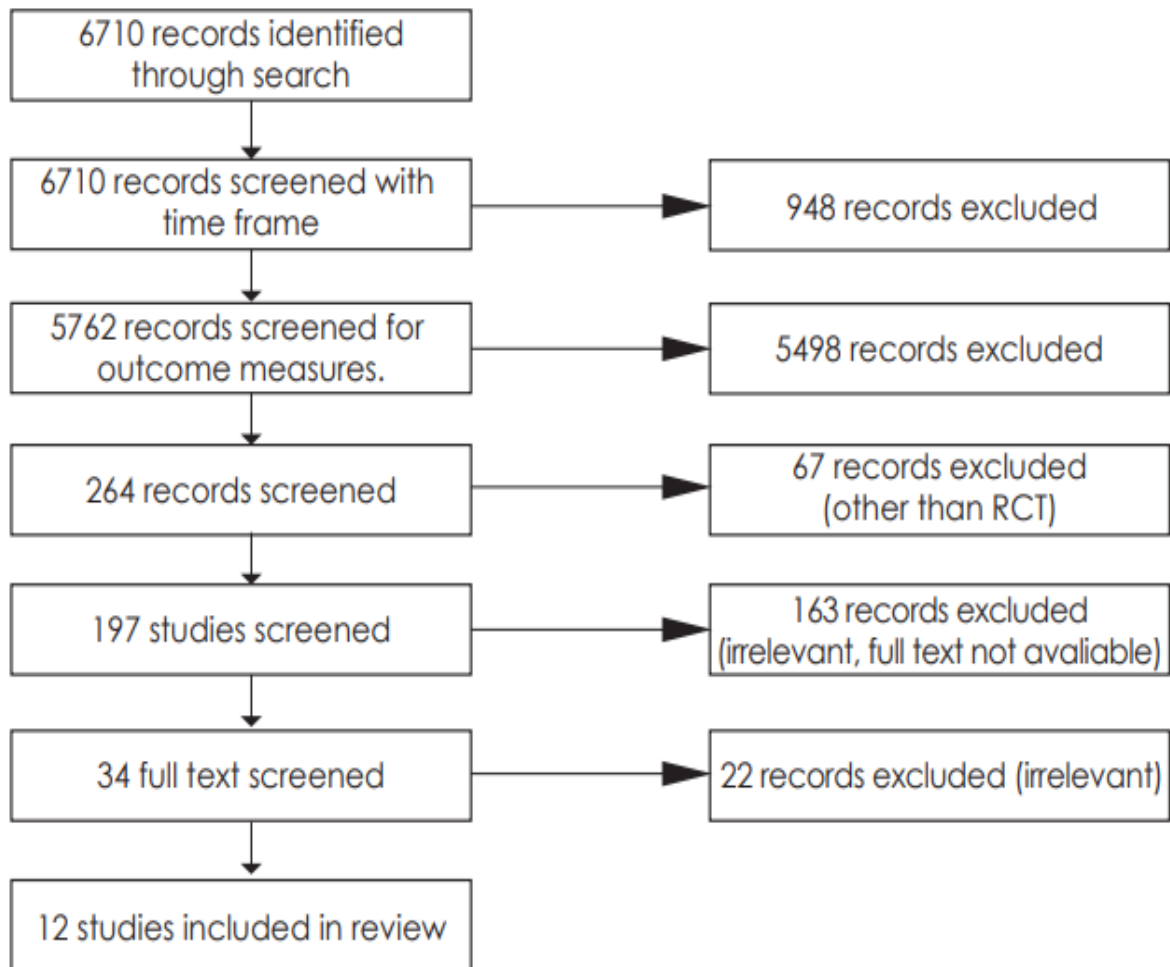 6710 records identified
through search
6710 records screened with
time frame
948 records excluded
5762 records screened for
outcome measures.
5498 records excluded
264 records screened
67 records excluded
(other than RCT)
197 studies screened
163 records excluded
(irrelevant, full text not avaliable)
34 full text screened
22 records excluded (irrelevant)
12 studies included in review